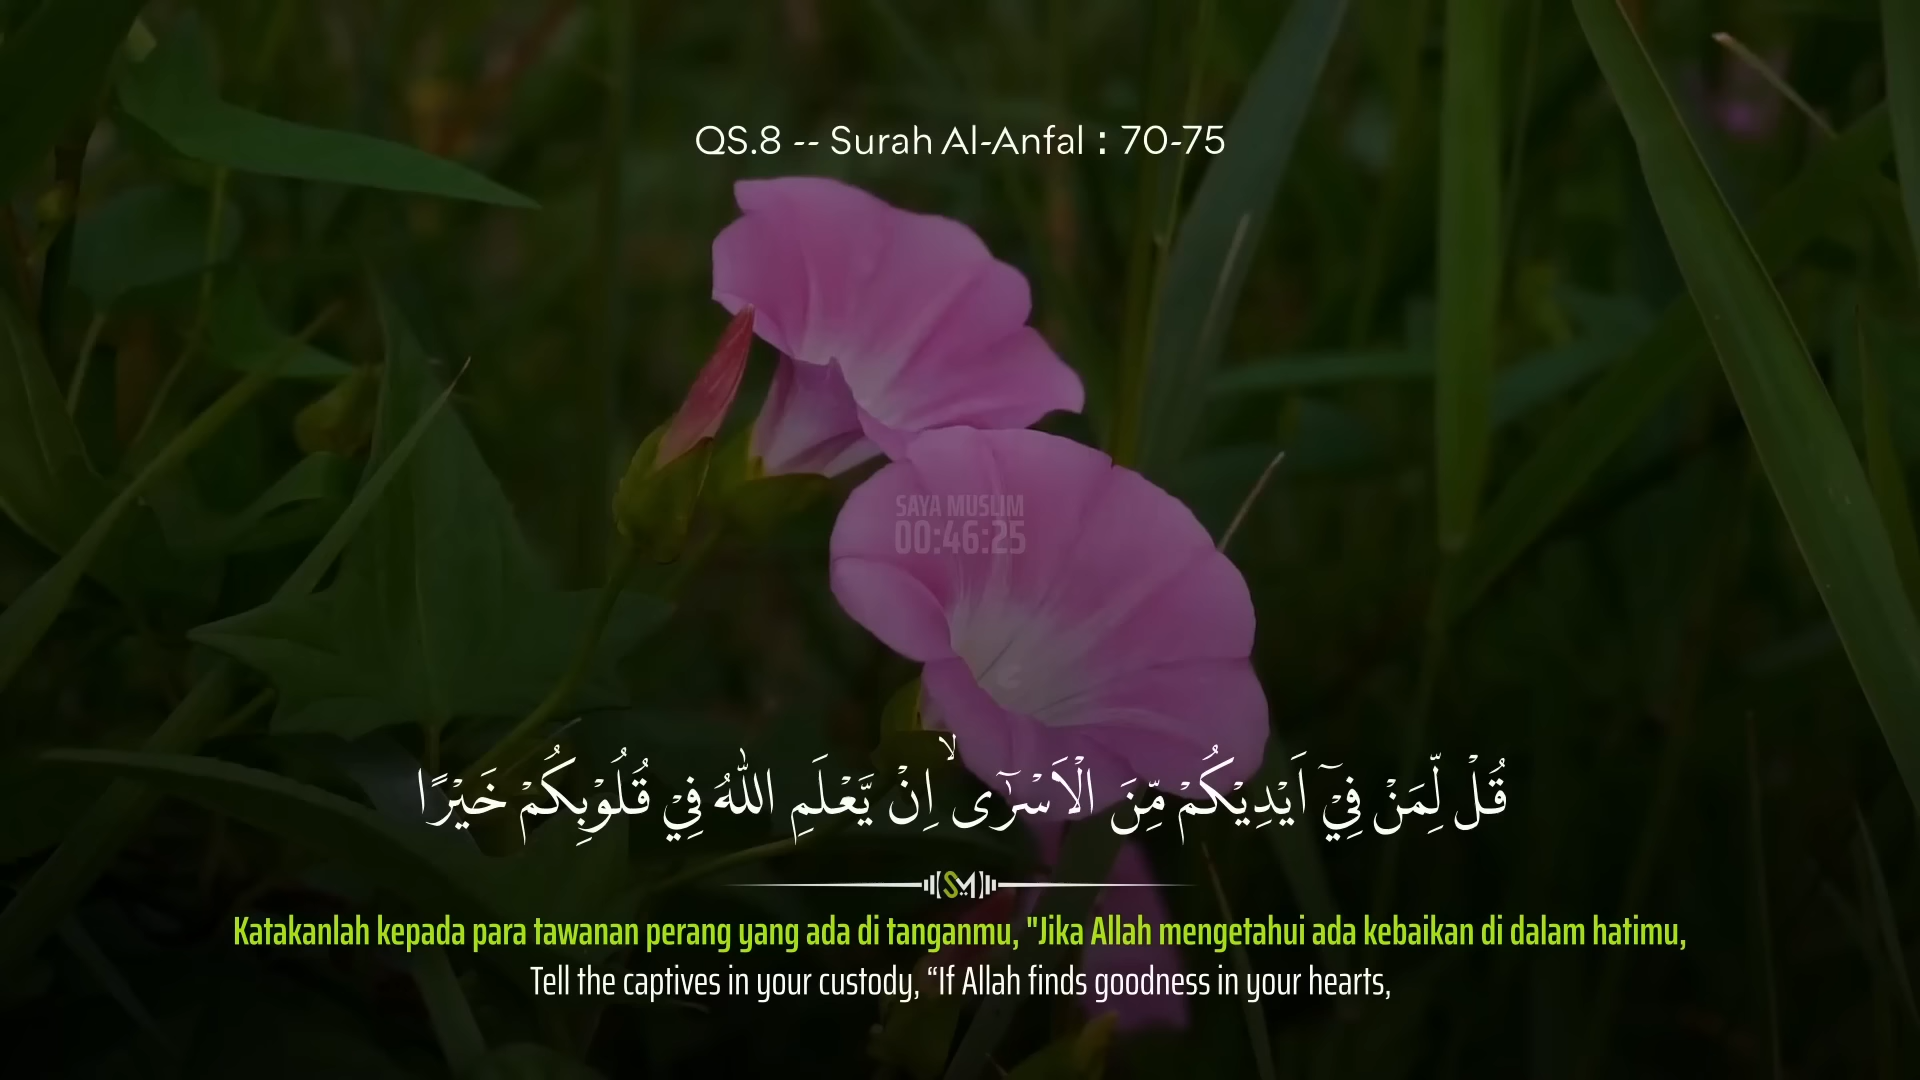 QS.8 -- Surah Al-Anfal : 70-75
SAYA MUSLIM
00:46:25
قُلْ لِّمَنْ فِيْٓ اَيْدِيْكُمْ مِّنَ الْاَسْرٰٓىۙ اِنْ يَّعْلَمِ اللّٰهُ فِيْ قُلُوْبِكُمْ خَيْرًا
SM
Katakanlah kepada para tawanan perang yang ada di tanganmu, "Jika Allah mengetahui ada kebaikan di dalam hatimu,
Tell the captives in your custody, “If Allah finds goodness in your hearts,